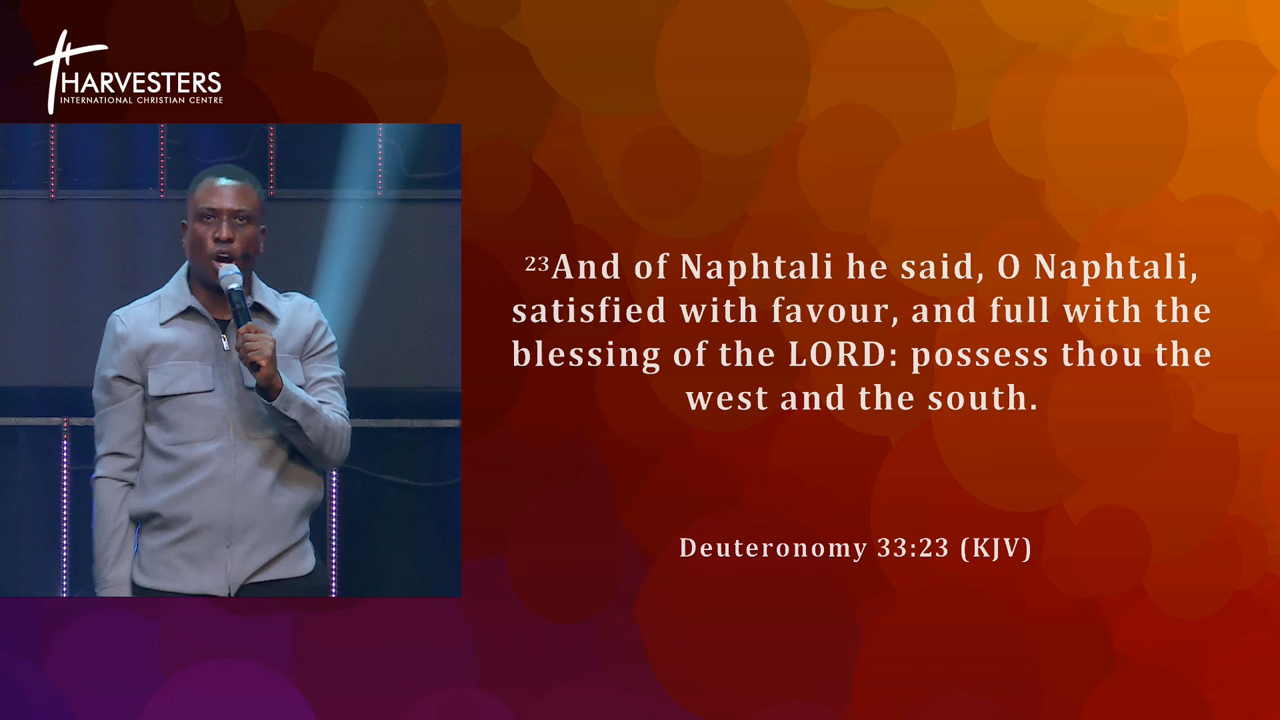 HARVESTERS
INTERNATIONAL CHRISTIAN CENTRE
23And of Naphtali he said, O Naphtali,
satisfied with favour, and full with the
blessing of the LORD: possess thou the
west and the south.
Deuteronomy 33:23 (KJV)